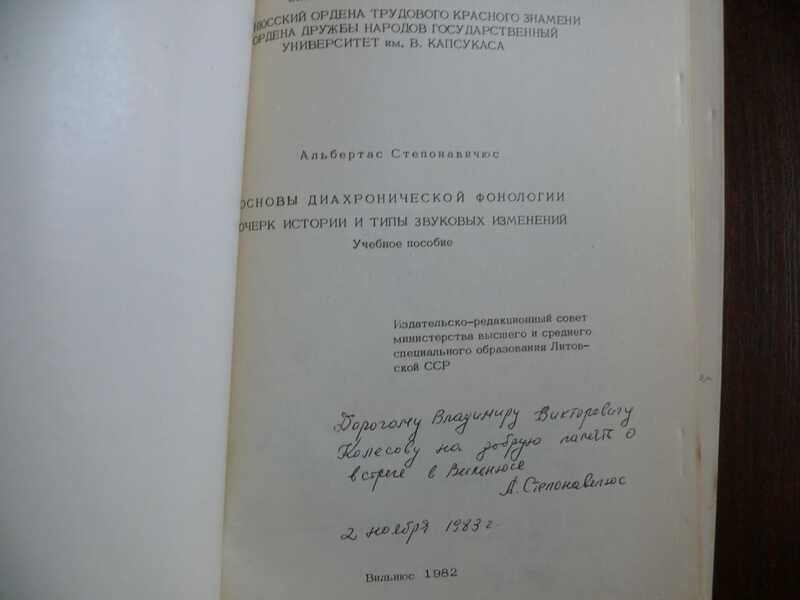 НЮССКИЙ ОРДЕНА ТРУДОВОГО КРАСНОГО ЗНАМЕНИ
ОРДЕНА ДРУЖБЫ НАРОДОВ ГОСУДАРСТВЕННЫЙ
УНИВЕРСИТЕТ им. В. КАПСУКАСА
Альбертас Степонавичюс
ОСНОВЫ ДИАХРОНИЧЕСКОЙ ФОНОЛОГИИ
ОЧЕРК ИСТОРИИ И ТИПЫ ЗВУКОВЫХ ИЗМЕНЕНИЙ
Учебное пособие
Издательско-редакционный совет
министерства высшего и среднего
специального образования Литов-
ской ССР
Дорогому Владимиру Викторовичу
Колесову на добрую память о
встрече в Вильнюсе
А. Степонавичюс
2 ноября 1983 г.
Вильнюс 1982